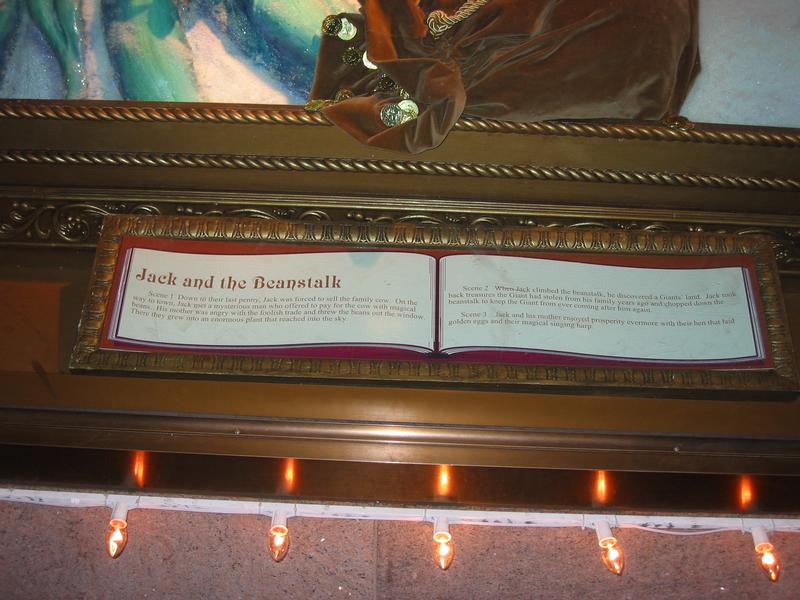 Jack and the Beanstalk
Scene 1 Down to their last penny, Jack was forced to sell the family cow. On the
way to town, Jack met a mysterious man who offered to pay for the cow with magical
beans. His mother was angry with the foolish trade and threw the beans out the window.
There they grew into an enormous plant that reached into the sky.
Scene 2 When Jack climbed the beanstalk, he discovered a Giants' land. Jack took
back treasures the Giant had stolen from his family years ago and chopped down the
beanstalk to keep the Giant from ever coming after him again.
Scene 3 Jack and his mother enjoyed prosperity evermore with their hen that laid
golden eggs and their magical singing harp.